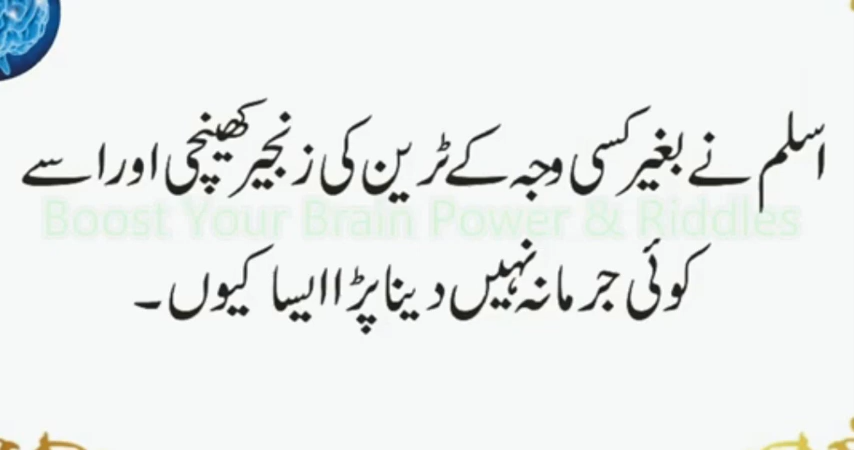 اسلم نے بغیر کسی وجہ کے ٹرین کی زنجیر کھینچی اور اسے
Boost Your Brain Power & Riddles
کوئی جرمانہ نہیں دینا پڑا ایسا کیوں۔